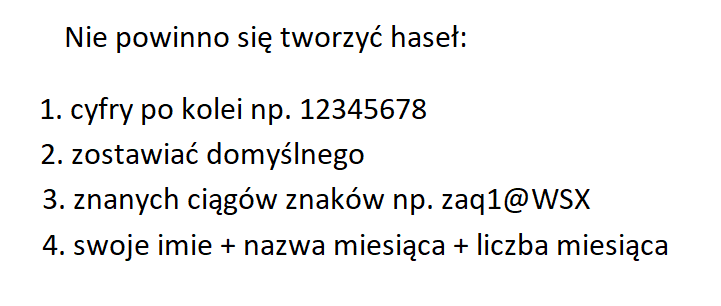 Nie powinno się tworzyć haseł:
1. cyfry po kolei np. 12345678
2. zostawiać domyślnego
3. znanych ciągów znaków np. zaq1@WSX
4. swoje imie + nazwa miesiąca + liczba miesiąca